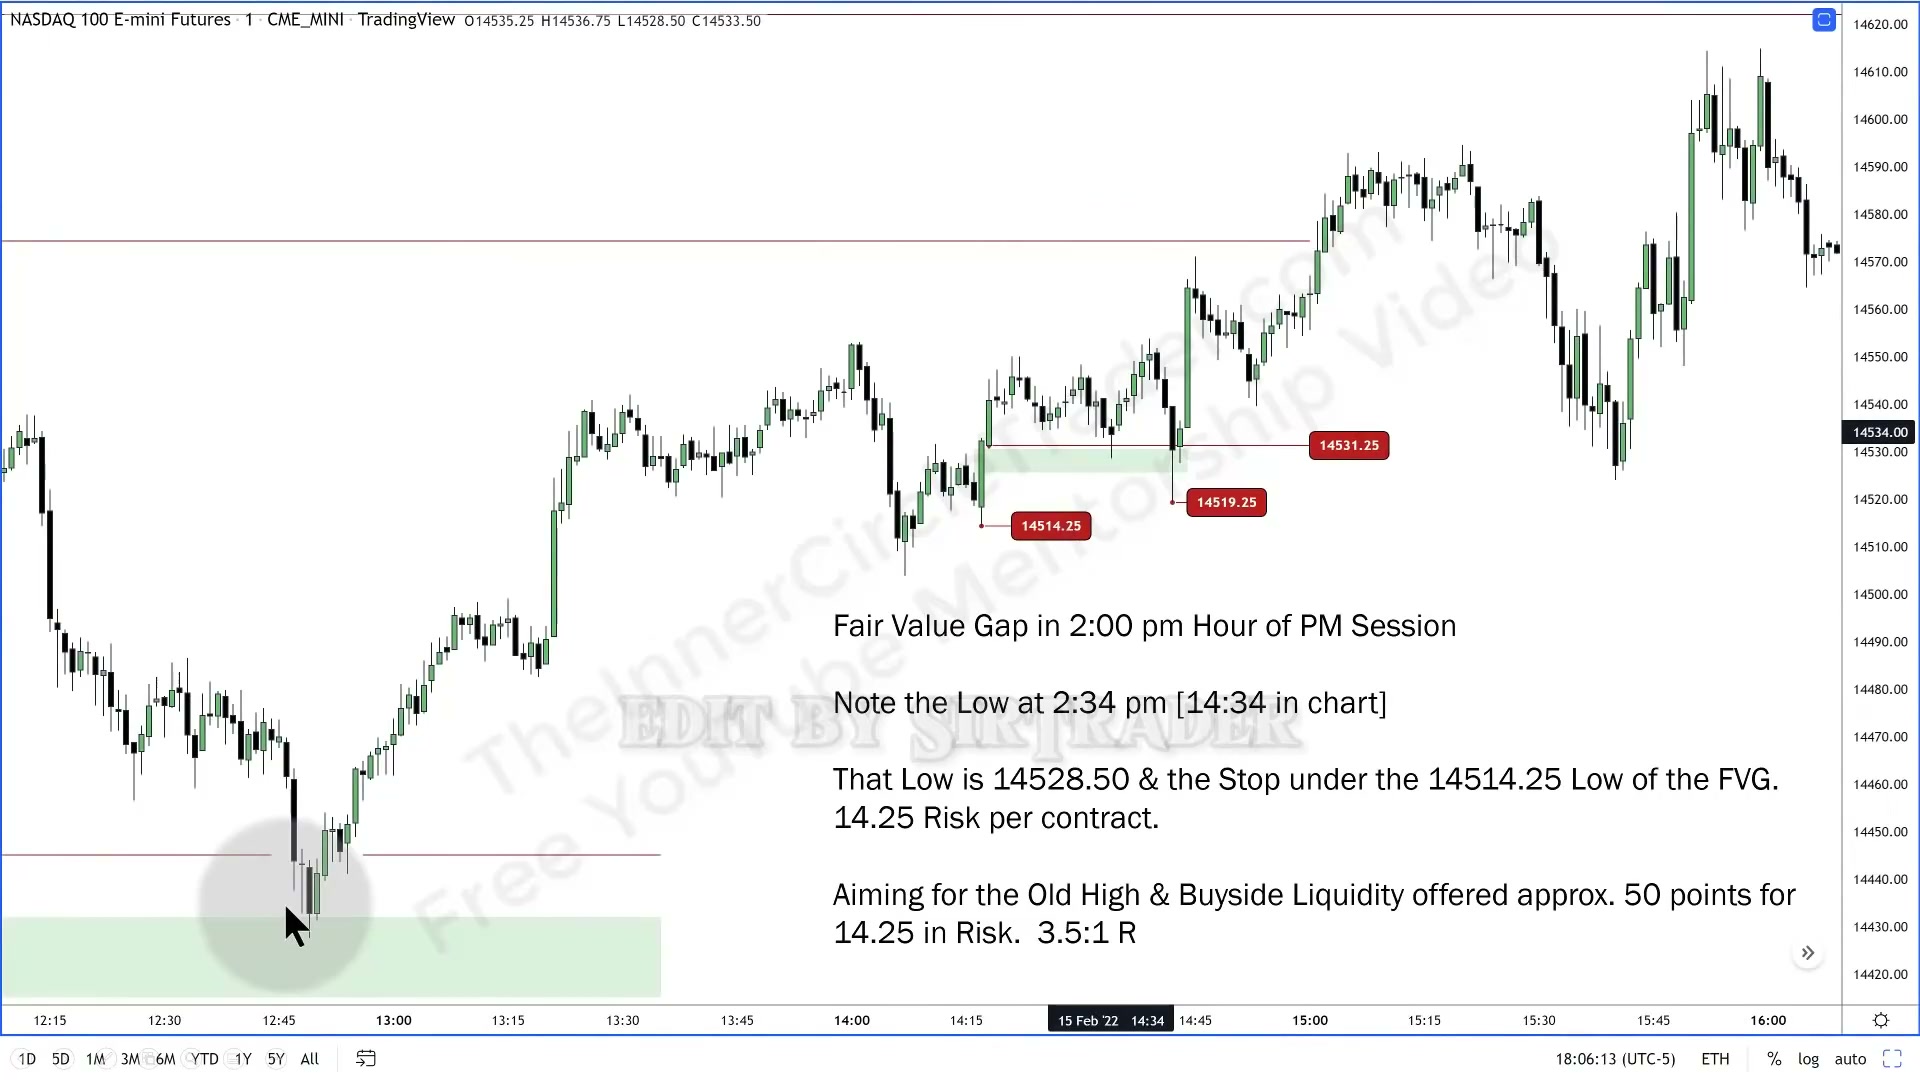 NASDAQ 100 E-mini Futures · 1 · CME_MINI · TradingView O14535.25 H14536.75 L14528.50 C14533.50
14620.00
14610.00
14600.00
14590.00
14580.00
14570.00
14560.00
14550.00
14540.00
14534.00
14530.00
14520.00
14510.00
14500.00
14490.00
14480.00
14470.00
14460.00
14450.00
14440.00
14430.00
14420.00
14531.25
14519.25
14514.25
TheInnerCircleTrader.com
Free YouTube Mentorship Video
Fair Value Gap in 2:00 pm Hour of PM Session
Note the Low at 2:34 pm [14:34 in chart]
EDIT BY SIRTRADER
That Low is 14528.50 & the Stop under the 14514.25 Low of the FVG.
14.25 Risk per contract.
Aiming for the Old High & Buyside Liquidity offered approx. 50 points for
14.25 in Risk. 3.5:1 R
12:15 12:30 12:45 13:00 13:15 13:30 13:45 14:00 14:15 15 Feb '22 14:34 14:45 15:00 15:15 15:30 15:45 16:00
1D 5D 1M 3M 6M YTD 1Y 5Y All 18:06:13 (UTC-5) ETH % log auto